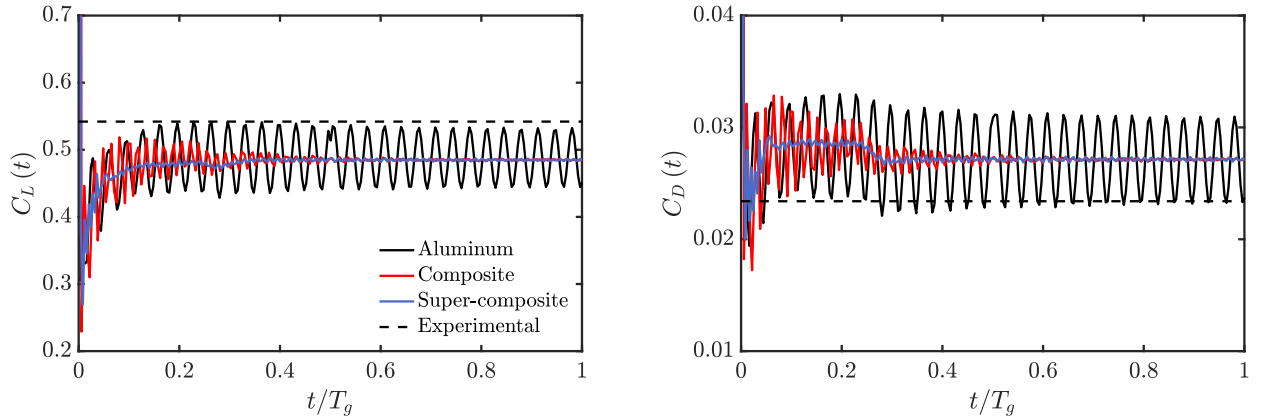 0.7
0.6
0.5
0.4
0.3
0.2
C_L (t)
Aluminum
Composite
Super-composite
Experimental
0 0.2 0.4 0.6 0.8 1
t/T_g
0.04
0.03
0.02
0.01
C_D (t)
0 0.2 0.4 0.6 0.8 1
t/T_g